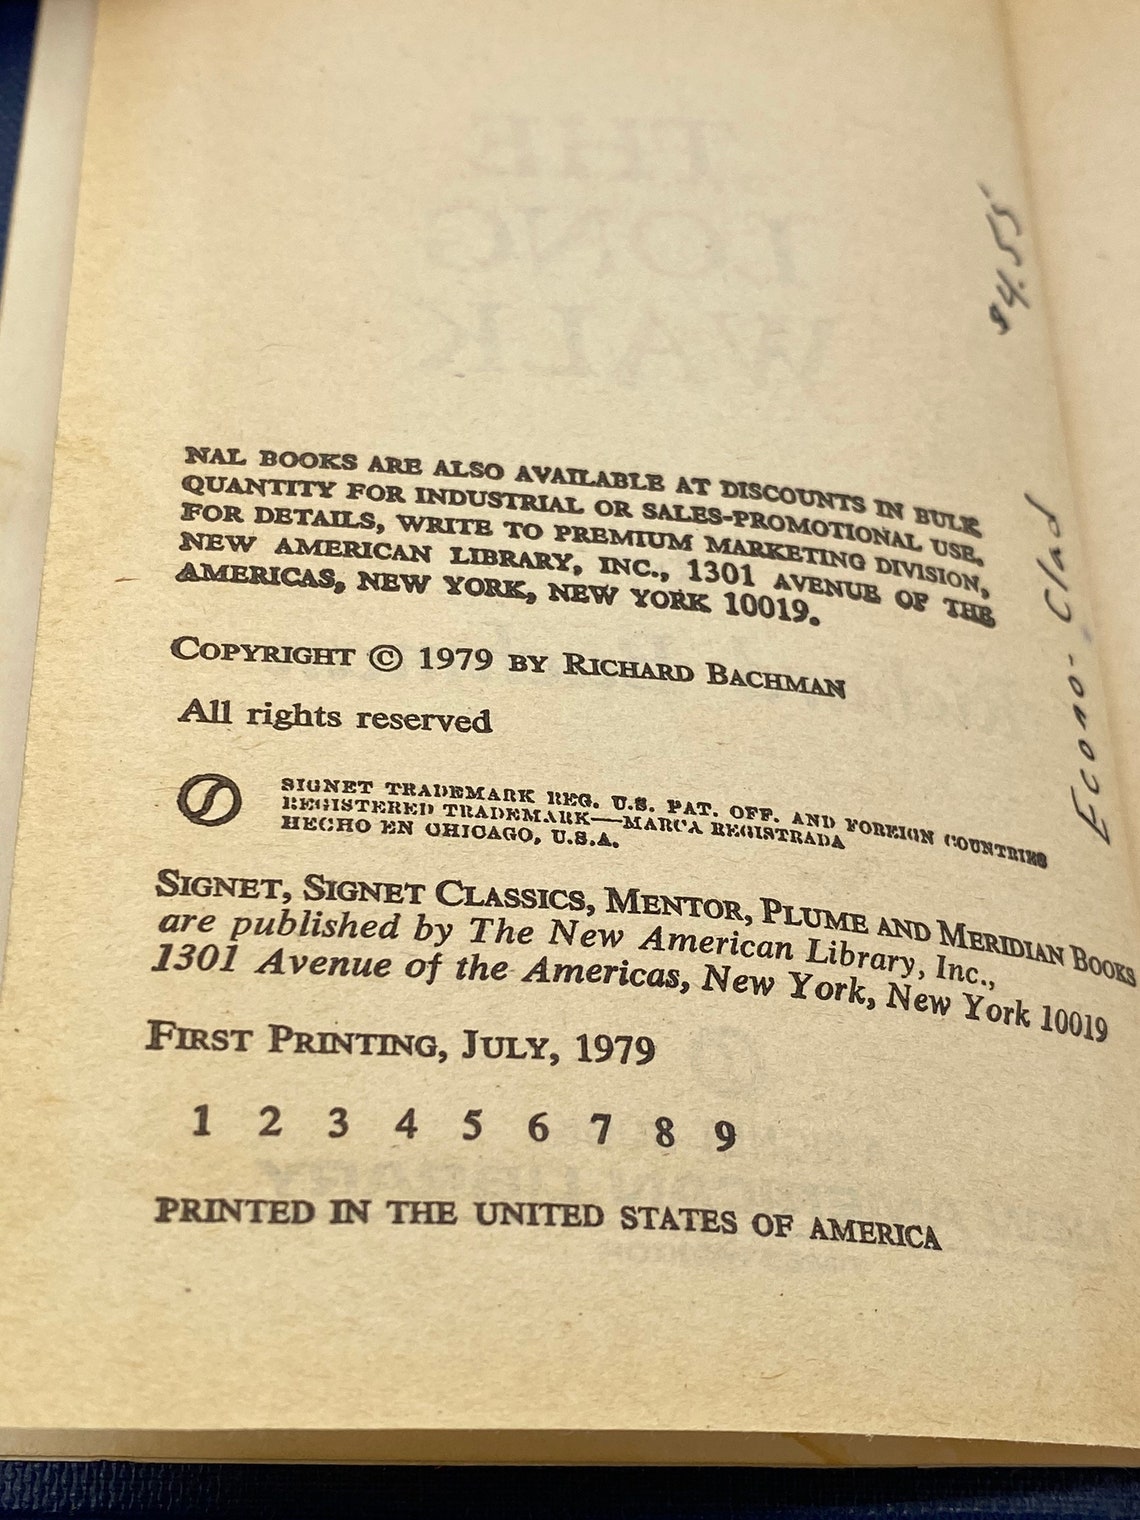 THE
LONG
WALK
$4.55
NAL BOOKS ARE ALSO AVAILABLE AT DISCOUNTS IN BULK
QUANTITY FOR INDUSTRIAL OR SALES-PROMOTIONAL USE.
FOR DETAILS, WRITE TO PREMIUM MARKETING DIVISION,
NEW AMERICAN LIBRARY, INC., 1301 AVENUE OF THE
AMERICAS, NEW YORK, NEW YORK 10019.
Econo-Clad
COPYRIGHT © 1979 BY RICHARD BACHMAN
All rights reserved
SIGNET TRADEMARK REG. U.S. PAT. OFF. AND FOREIGN COUNTRIES
REGISTERED TRADEMARK—MARCA REGISTRADA
HECHO EN CHICAGO, U.S.A.
SIGNET, SIGNET CLASSICS, MENTOR, PLUME AND MERIDIAN BOOKS
are published by The New American Library, Inc.,
1301 Avenue of the Americas, New York, New York 10019
FIRST PRINTING, JULY, 1979
1 2 3 4 5 6 7 8 9
PRINTED IN THE UNITED STATES OF AMERICA